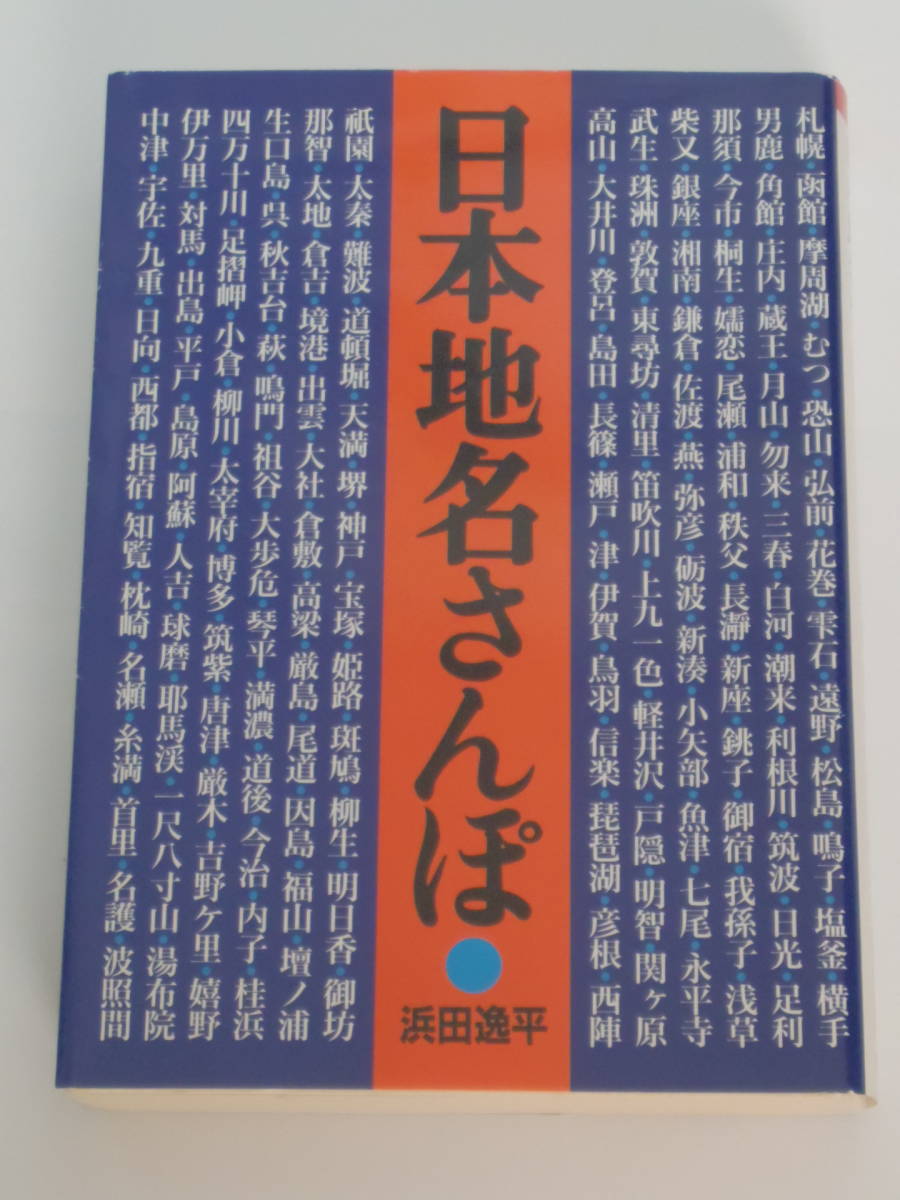 札幌・函館・摩周湖・むつ・恐山・弘前・花巻・雫石・遠野・松島・鳴子・塩釜・横手
男鹿・角館・庄内・蔵王・月山・勿来・三春・白河・潮来・利根川・筑波・日光・足利
那須・今市・桐生・嬬恋・尾瀬・浦和・秩父・長瀞・新座・銚子・御宿・我孫子・浅草
柴又・銀座・湘南・鎌倉・佐渡・燕・弥彦・砺波・新湊・小矢部・魚津・七尾・永平寺
武生・珠洲・敦賀・東尋坊・清里・笛吹川・上九一色・軽井沢・戸隠・明智・関ヶ原
高山・大井川・登呂・島田・長篠・瀬戸・津・伊賀・鳥羽・信楽・琵琶湖・彦根・西陣
日本地名さんぽ●
浜田逸平
祇園・太秦・難波・道頓堀・天満・堺・神戸・宝塚・姫路・斑鳩・柳生・明日香・御坊
那智・太地・倉吉・境港・出雲・大社・倉敷・高梁・厳島・尾道・因島・福山・壇ノ浦
生口島・呉・秋吉台・萩・鳴門・祖谷・大歩危・琴平・満濃・道後・今治・内子・桂浜
四万十川・足摺岬・小倉・柳川・太宰府・博多・筑紫・唐津・厳木・吉野ケ里・嬉野
伊万里・対馬・出島・平戸・島原・阿蘇・人吉・球磨・耶馬渓・一尺八寸山・湯布院
中津・宇佐・九重・日向・西都・指宿・知覧・枕崎・名瀬・糸満・首里・名護・波照間